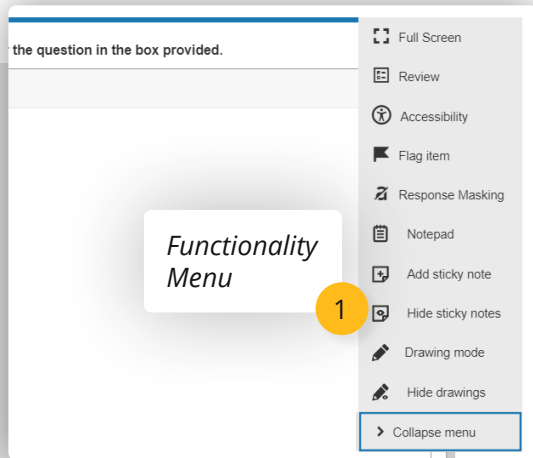 the question in the box provided.
Full Screen
Review
Accessibility
Flag item
Response Masking
Notepad
Add sticky note
Hide sticky notes
Drawing mode
Hide drawings
Collapse menu
Functionality
Menu
1